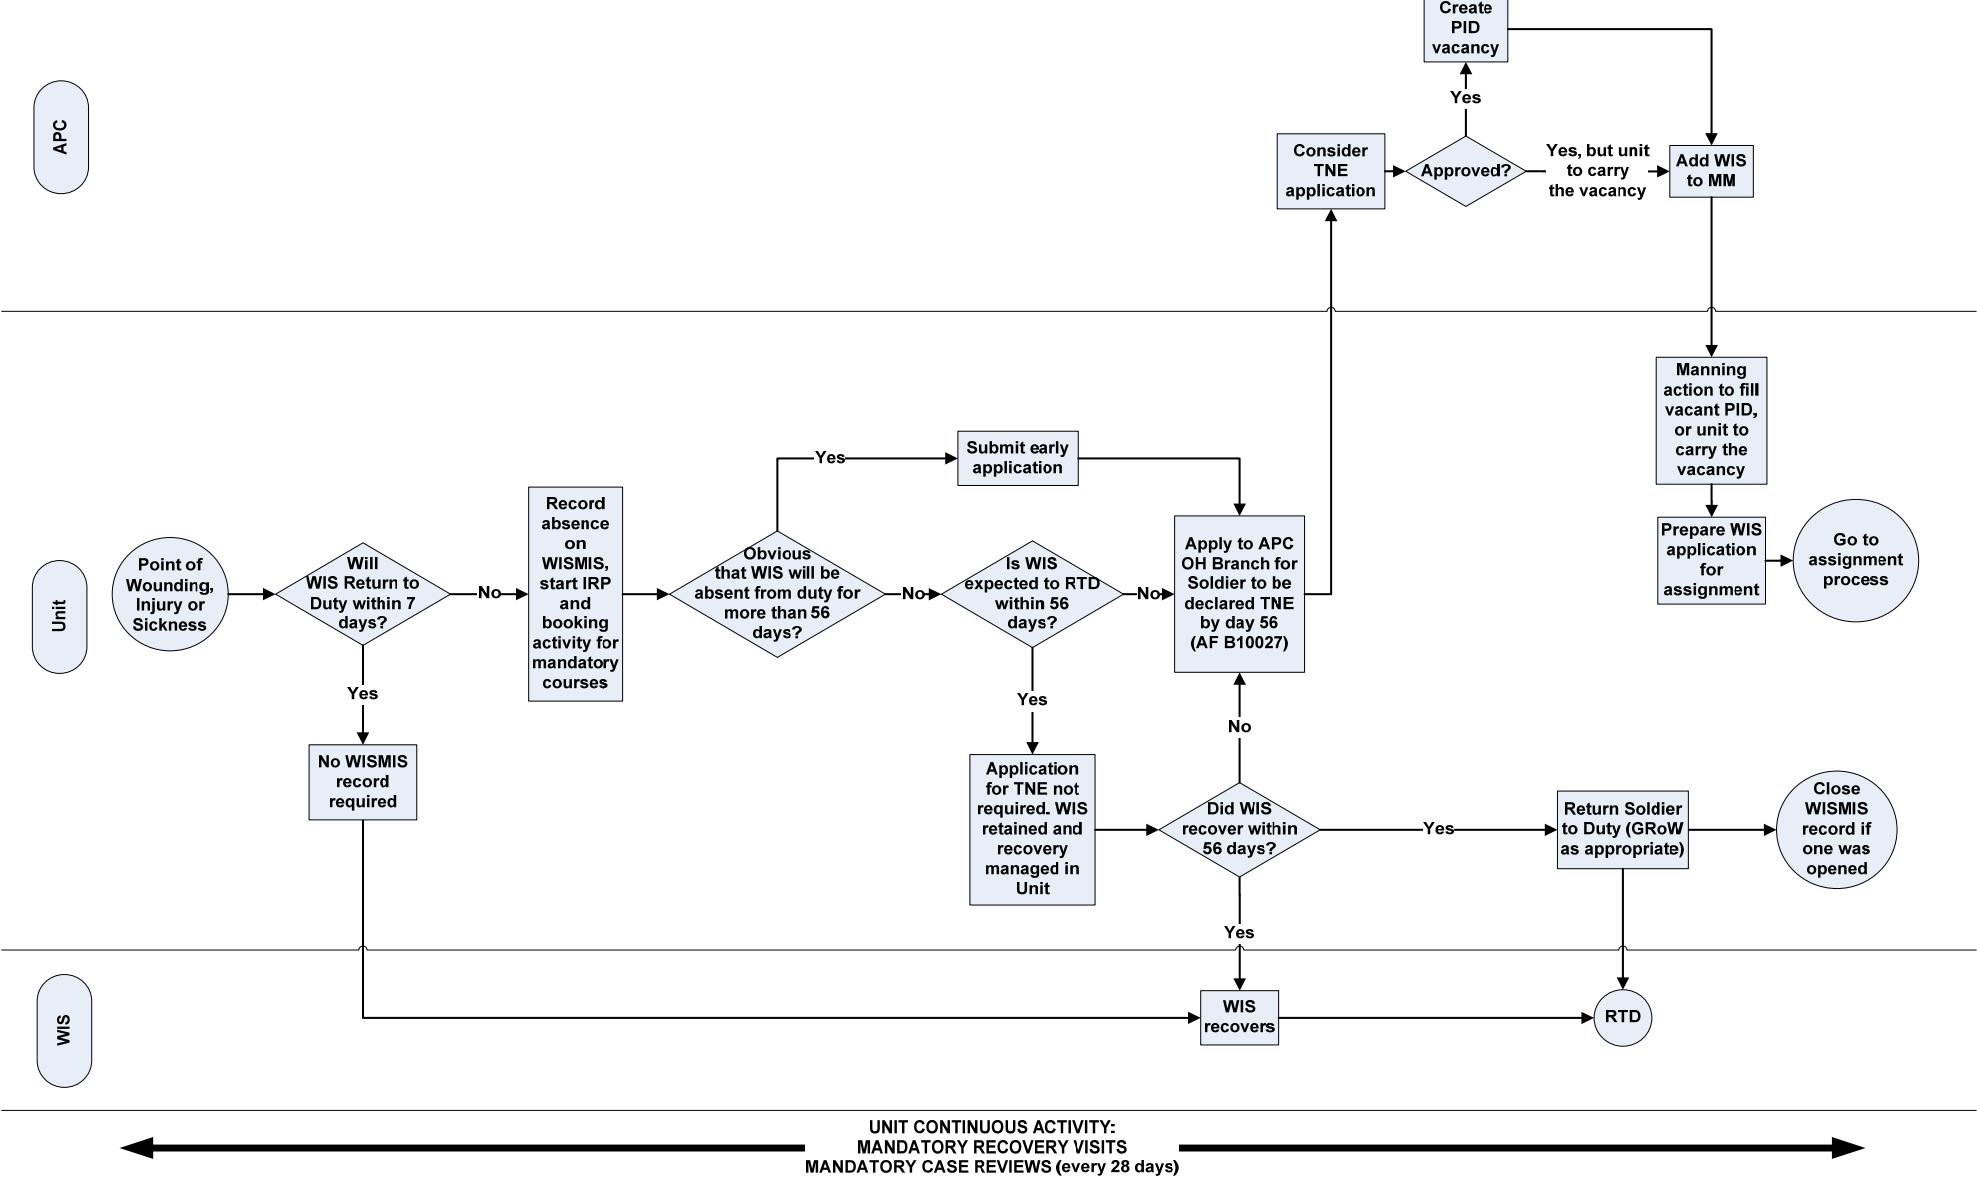 Create
PID
vacancy
Yes
APC
Consider
TNE
application
Approved?
Yes, but unit
to carry
the vacancy
Add WIS
to MM
Manning
action to fill
vacant PID,
or unit to
carry the
vacancy
Yes
Submit early
application
Unit
Point of
Wounding,
Injury or
Sickness
Will
WIS Return to
Duty within 7
days?
No
Record
absence
on
WISMIS,
start IRP
and
booking
activity for
mandatory
courses
Obvious
that WIS will be
absent from duty for
more than 56
days?
No
Is WIS
expected to RTD
within 56
days?
No
Apply to APC
OH Branch for
Soldier to be
declared TNE
by day 56
(AF B10027)
Prepare WIS
application
for
assignment
Go to
assignment
process
Yes
No WISMIS
record
required
Yes
Application
for TNE not
required. WIS
retained and
recovery
managed in
Unit
No
Did WIS
recover within
56 days?
Yes
Return Soldier
to Duty (GRoW
as appropriate)
Close
WISMIS
record if
one was
opened
Yes
WIS
WIS
recovers
RTD
UNIT CONTINUOUS ACTIVITY:
MANDATORY RECOVERY VISITS
MANDATORY CASE REVIEWS (every 28 days)